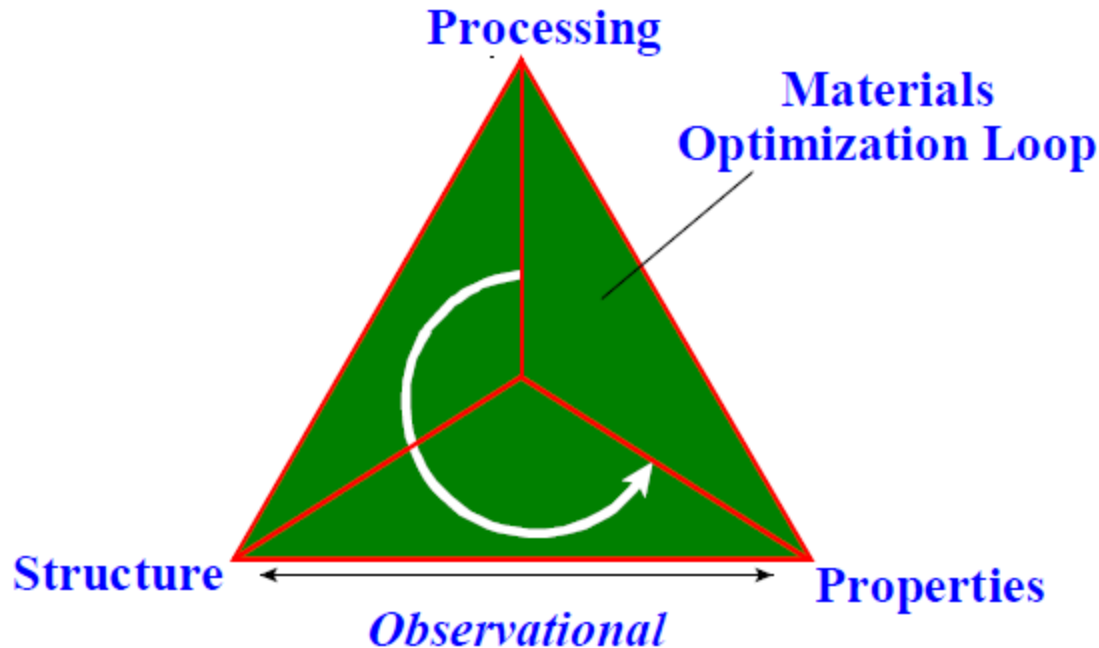 Processing
Materials
Optimization Loop
Structure
Properties
Observational